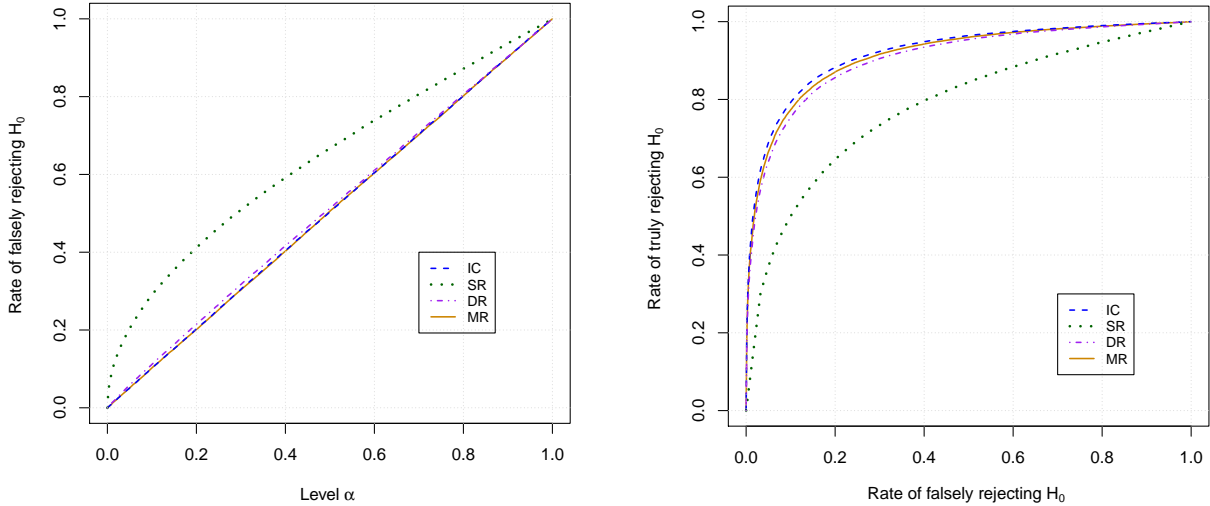 Rate of falsely rejecting H0
1.0
0.8
0.6
0.4
0.2
0.0
IC
SR
DR
MR
0.0 0.2 0.4 0.6 0.8 1.0
Level α
Rate of truly rejecting H0
1.0
0.8
0.6
0.4
0.2
0.0
IC
SR
DR
MR
0.0 0.2 0.4 0.6 0.8 1.0
Rate of falsely rejecting H0